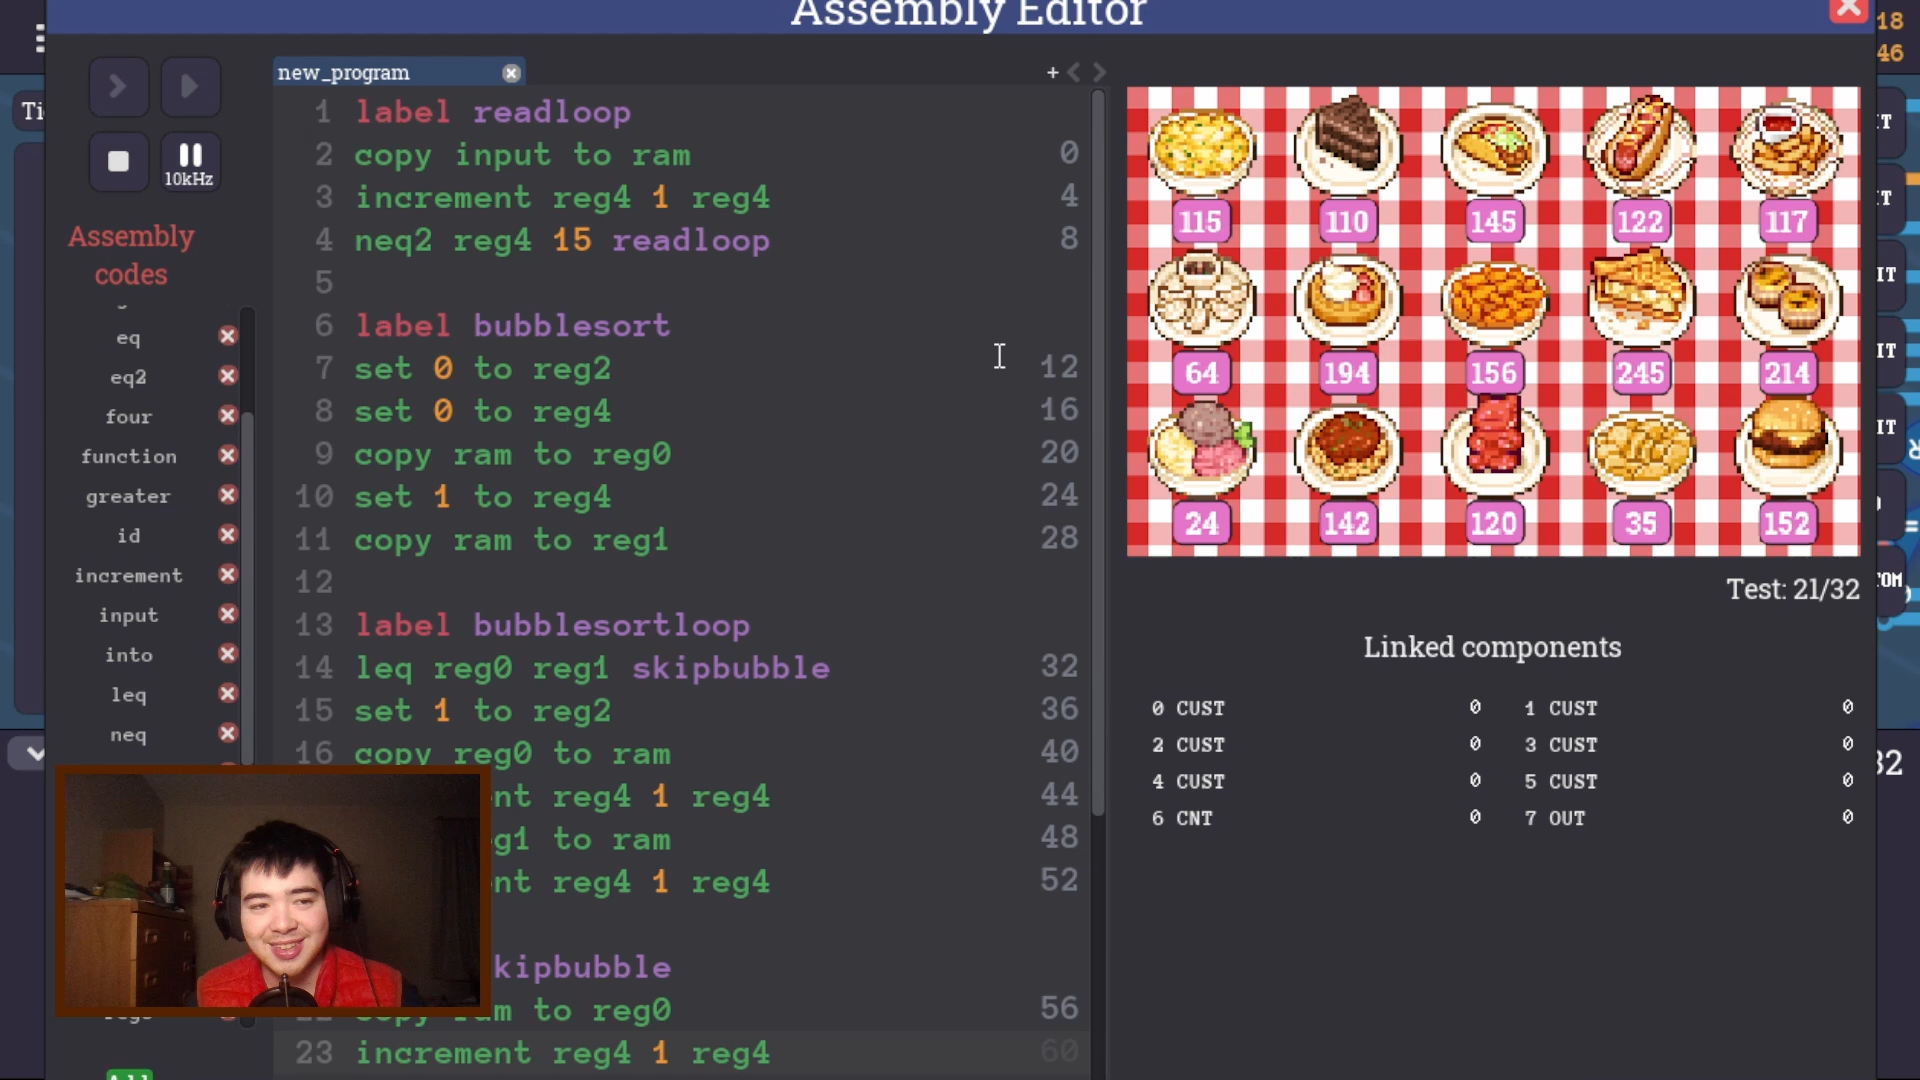 Assembly Editor
18
46
Ti
new_program
+
10kHz
Assembly
codes
eq
eq2
four
function
greater
id
increment
input
into
leq
neq
1 label readloop
2 copy input to ram 0
3 increment reg4 1 reg4 4
4 neq2 reg4 15 readloop 8
5
6 label bubblesort
7 set 0 to reg2 12
8 set 0 to reg4 16
9 copy ram to reg0 20
10 set 1 to reg4 24
11 copy ram to reg1 28
12
13 label bubblesortloop
14 leq reg0 reg1 skipbubble 32
15 set 1 to reg2 36
16 copy reg0 to ram 40
nt reg4 1 reg4 44
g1 to ram 48
nt reg4 1 reg4 52
kipbubble
m to reg0 56
23 increment reg4 1 reg4 60
115 110 145 122 117
64 194 156 245 214
24 142 120 35 152
Test: 21/32
Linked components
0 CUST 0 1 CUST 0
2 CUST 0 3 CUST 0
4 CUST 0 5 CUST 0
6 CNT 0 7 OUT 0
IT
IT
IT
IT
OM
32